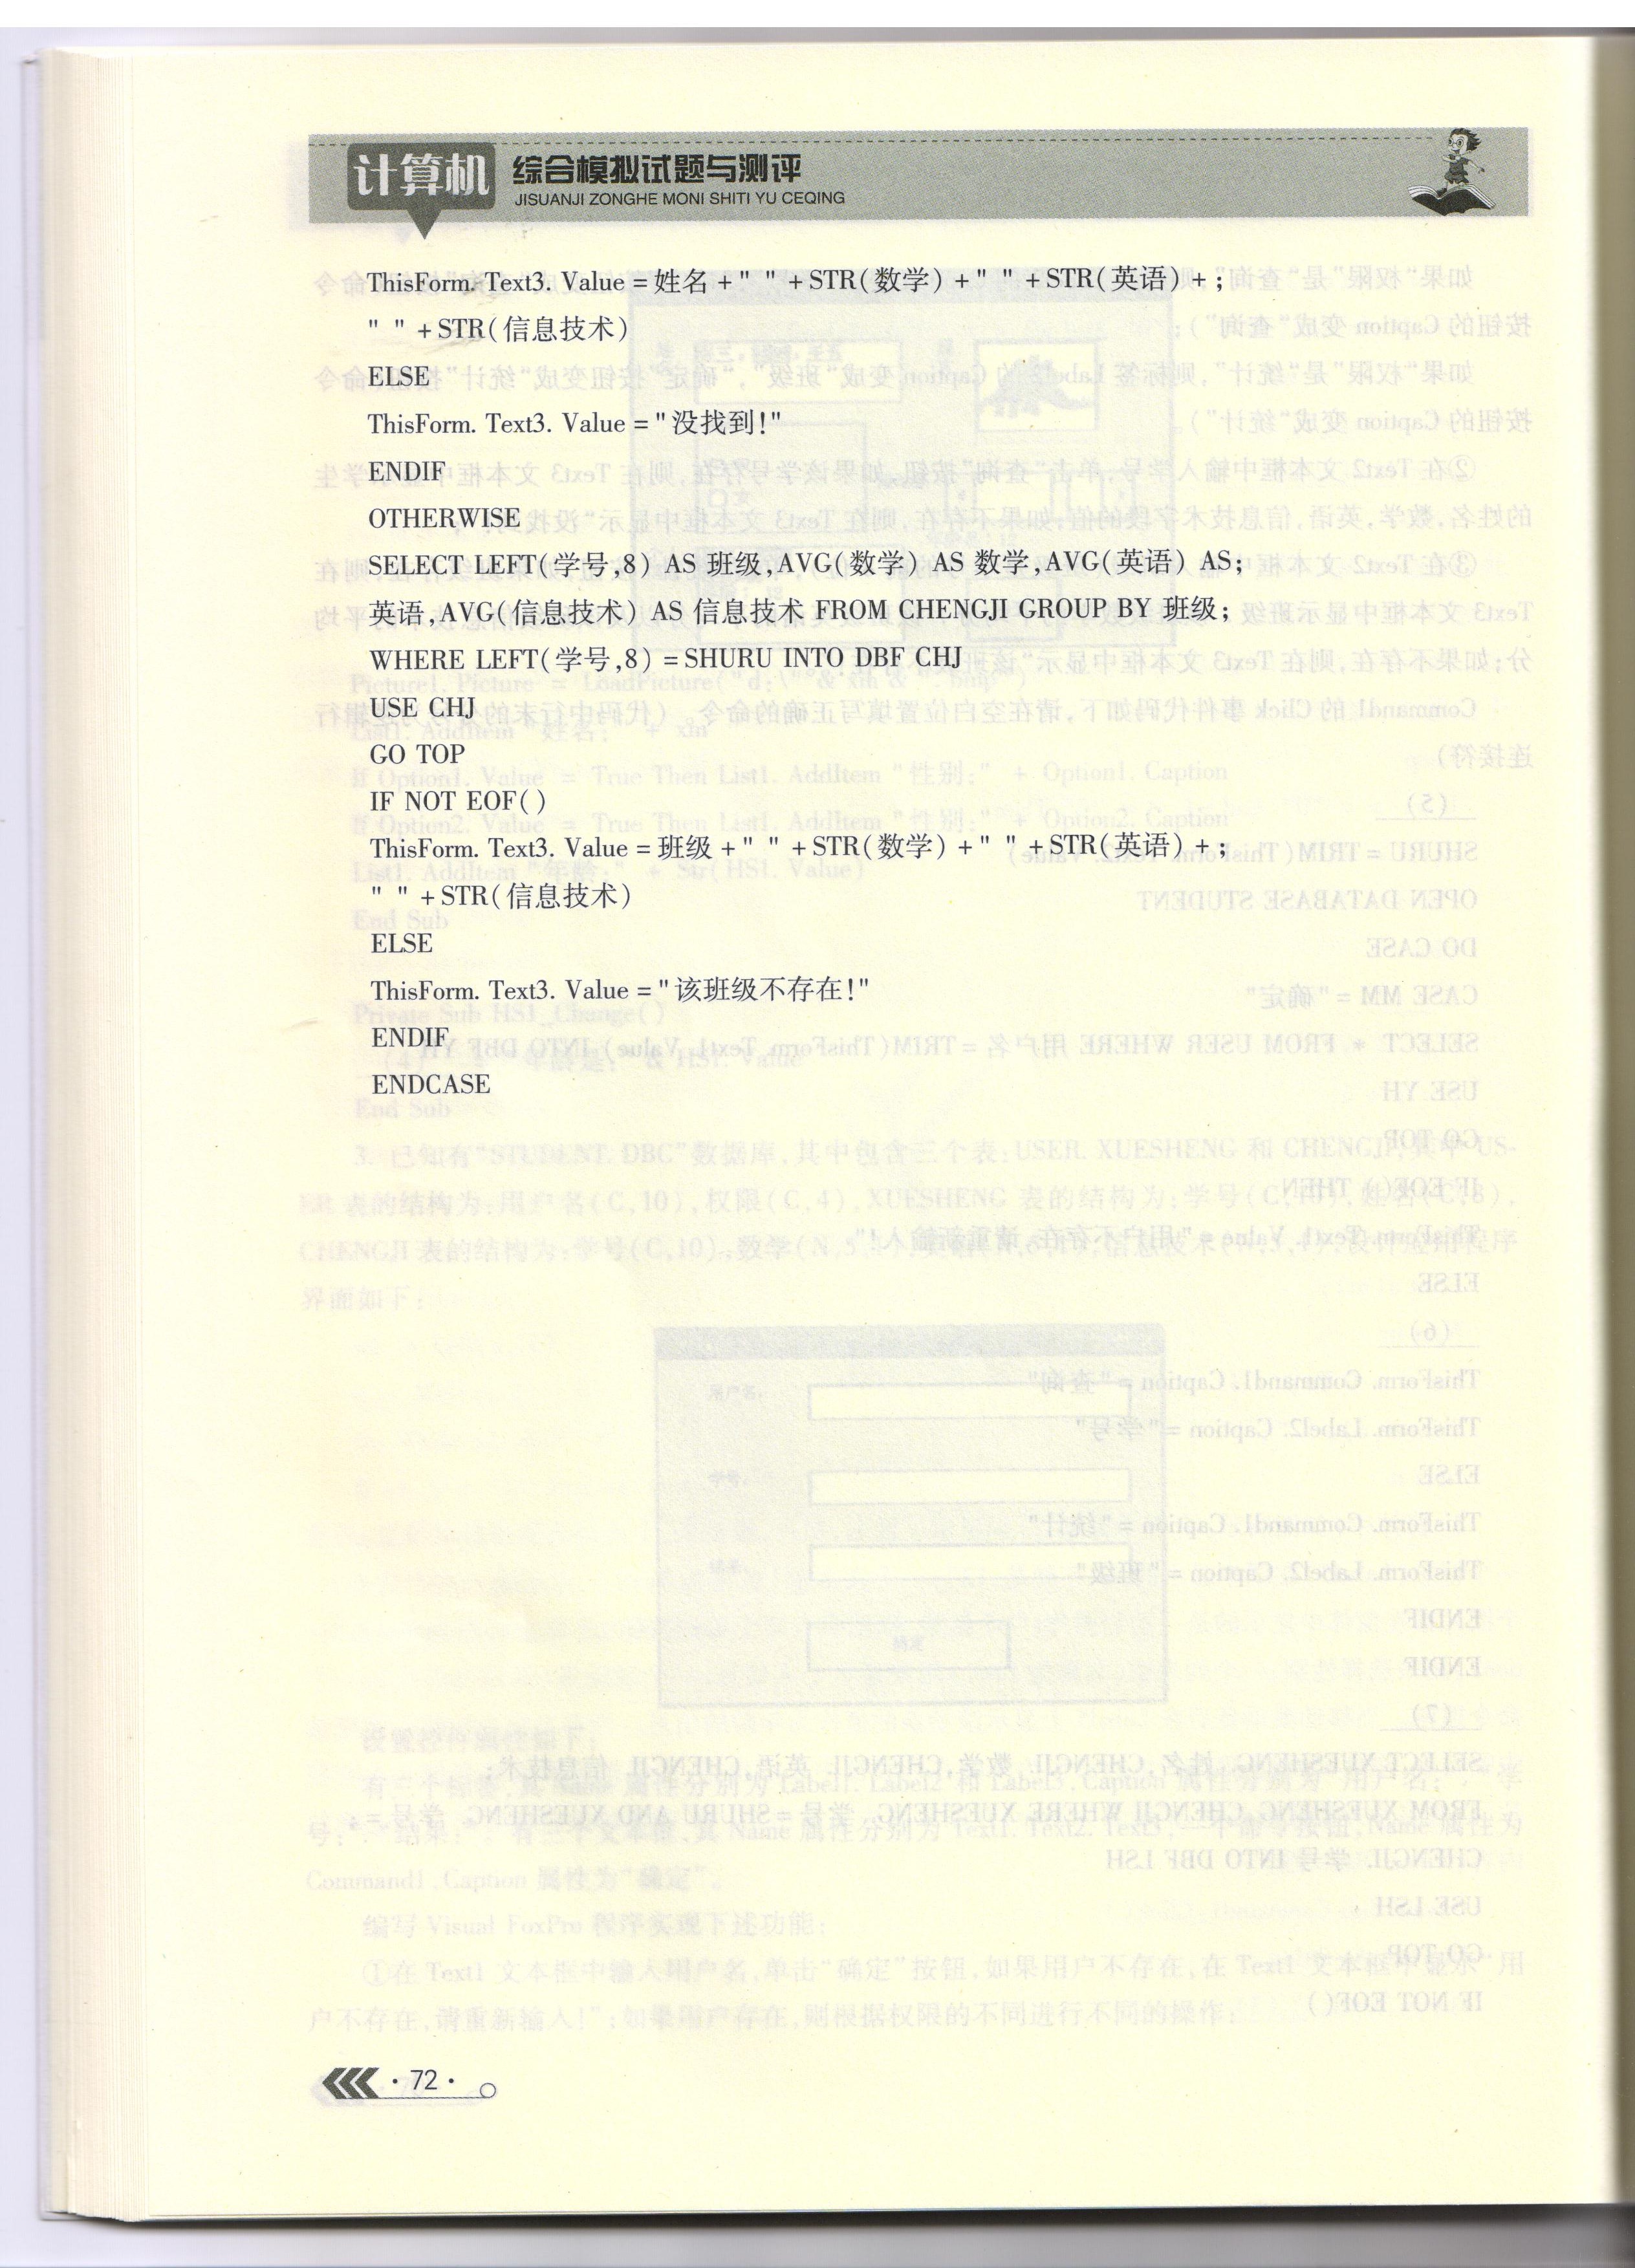 计算机 综合模拟试题与测评
JISUANJI ZONGHE MONI SHITI YU CEQING
ThisForm. Text3. Value = 姓名 + " " + STR(数学) + " " + STR(英语) + ;
" " + STR(信息技术)
ELSE
ThisForm. Text3. Value = "没找到!"
ENDIF
OTHERWISE
SELECT LEFT(学号,8) AS 班级,AVG(数学) AS 数学,AVG(英语) AS;
英语,AVG(信息技术) AS 信息技术 FROM CHENGJI GROUP BY 班级;
WHERE LEFT(学号,8) = SHURU INTO DBF CHJ
USE CHJ
GO TOP
IF NOT EOF( )
ThisForm. Text3. Value = 班级 + " " + STR(数学) + " " + STR(英语) + ;
" " + STR(信息技术)
ELSE
ThisForm. Text3. Value = "该班级不存在!"
ENDIF
ENDCASE
· 72 ·